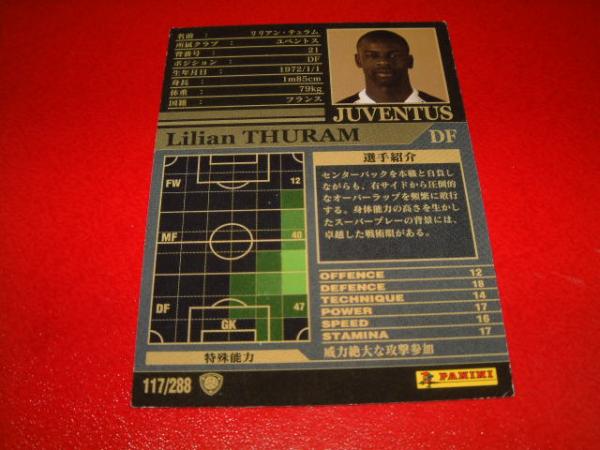 名前 : リリアン・テュラム
所属クラブ : ユベントス
背番号 : 21
ポジション : DF
生年月日 : 1972/1/1
身長 : 1m85cm
体重 : 79kg
国籍 : フランス
JUVENTUS
Lilian THURAM DF
選手紹介
センターバックを本職と自負し
ながらも、右サイドから圧倒的
なオーバーラップを頻繁に敢行
する。身体能力の高さを生かし
たスーパープレーの背景には、
卓越した戦術眼がある。
FW 12
MF 40
DF 47
GK
OFFENCE 12
DEFENCE 18
TECHNIQUE 14
POWER 17
SPEED 16
STAMINA 17
特殊能力 威力絶大な攻撃参加
117/288
PANINI